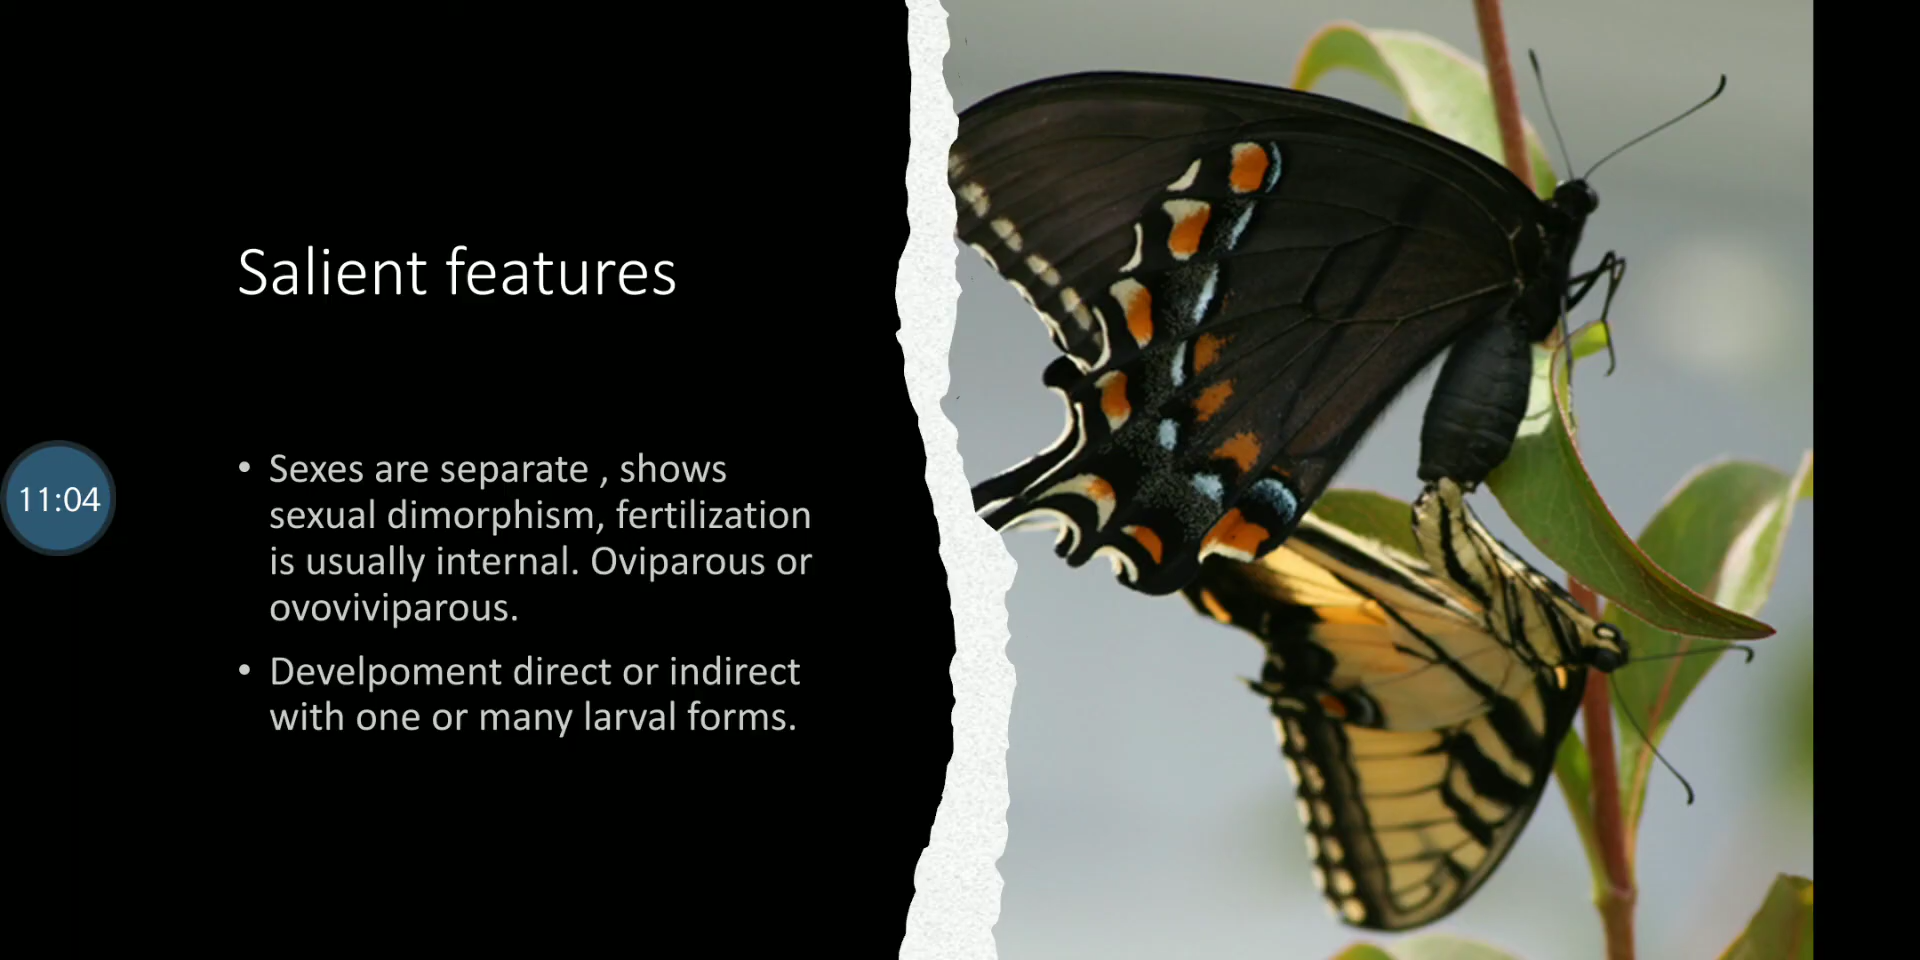 Salient features
• Sexes are separate , shows
sexual dimorphism, fertilization
is usually internal. Oviparous or
ovoviviparous.
• Develpoment direct or indirect
with one or many larval forms.
11:04